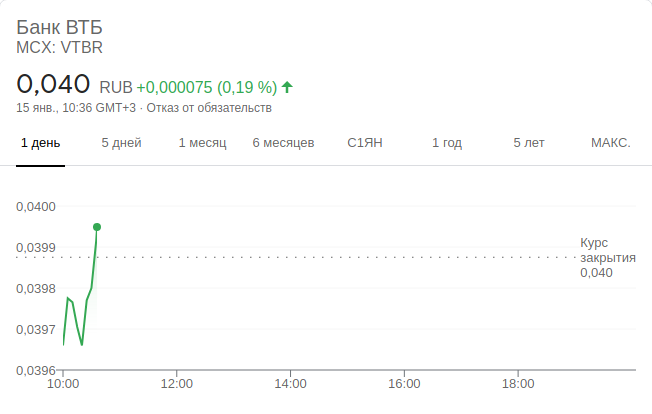 Банк ВТБ
MCX: VTBR
0,040 RUB +0,000075 (0,19 %)
15 янв., 10:36 GMT+3 · Отказ от обязательств
1 день 5 дней 1 месяц 6 месяцев С1ЯН 1 год 5 лет МАКС.
0,0400
0,0399
0,0398
0,0397
0,0396
Курс
закрытия
0,040
10:00 12:00 14:00 16:00 18:00